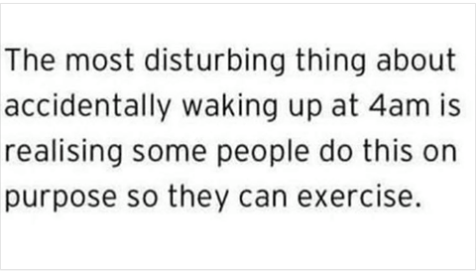 The most disturbing thing about
accidentally waking up at 4am is
realising some people do this on
purpose so they can exercise.